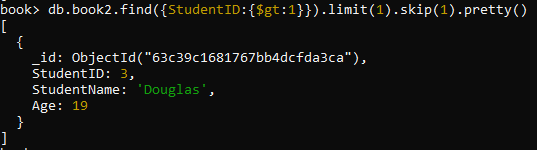 book> db.book2.find({StudentID:{$gt:1}}).limit(1).skip(1).pretty()
[
  {
    _id: ObjectId("63c39c1681767bb4dcfda3ca"),
    StudentID: 3,
    StudentName: 'Douglas',
    Age: 19
  }
]